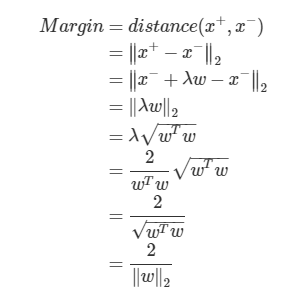 Margin = distance(x⁺, x⁻)
= ‖x⁺ − x⁻‖₂
= ‖x⁻ + λw − x⁻‖₂
= ‖λw‖₂
= λ√(wᵀw)
= 2/(wᵀw) √(wᵀw)
= 2/√(wᵀw)
= 2/‖w‖₂